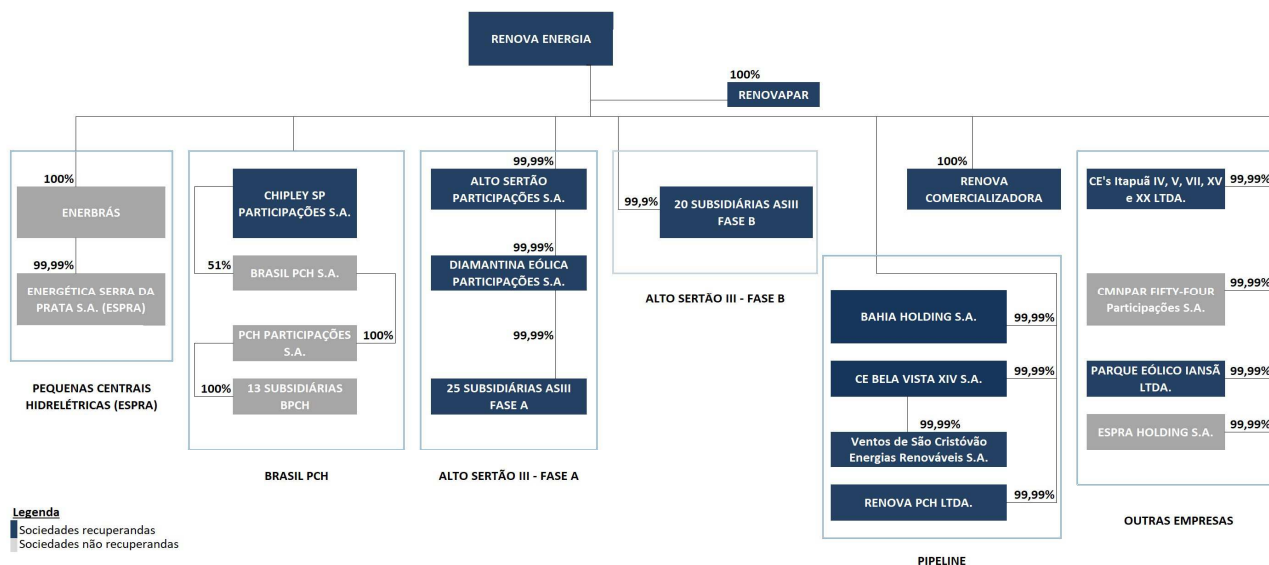 RENOVA ENERGIA
100%
RENOVAPAR
100%
ENERBRÁS
99,99%
ENERGÉTICA SERRA DA
PRATA S.A. (ESPRA)
PEQUENAS CENTRAIS
HIDRELÉTRICAS (ESPRA)
CHIPLEY SP
PARTICIPAÇÕES S.A.
51%
BRASIL PCH S.A.
PCH PARTICIPAÇÕES
S.A.
100%
100%
13 SUBSIDIÁRIAS
BPCH
BRASIL PCH
99,99%
ALTO SERTÃO
PARTICIPAÇÕES S.A.
99,99%
DIAMANTINA EÓLICA
PARTICIPAÇÕES S.A.
99,99%
25 SUBSIDIÁRIAS ASIII
FASE A
ALTO SERTÃO III - FASE A
99,9%
20 SUBSIDIÁRIAS ASIII
FASE B
ALTO SERTÃO III - FASE B
100%
RENOVA
COMERCIALIZADORA
BAHIA HOLDING S.A.
99,99%
CE BELA VISTA XIV S.A.
99,99%
99,99%
Ventos de São Cristóvão
Energias Renováveis S.A.
RENOVA PCH LTDA.
99,99%
PIPELINE
CE's Itapuã IV, V, VII, XV
e XX LTDA.
99,99%
CMNPAR FIFTY-FOUR
Participações S.A.
99,99%
PARQUE EÓLICO IANSÃ
LTDA.
99,99%
ESPRA HOLDING S.A.
99,99%
OUTRAS EMPRESAS
Legenda
Sociedades recuperandas
Sociedades não recuperandas